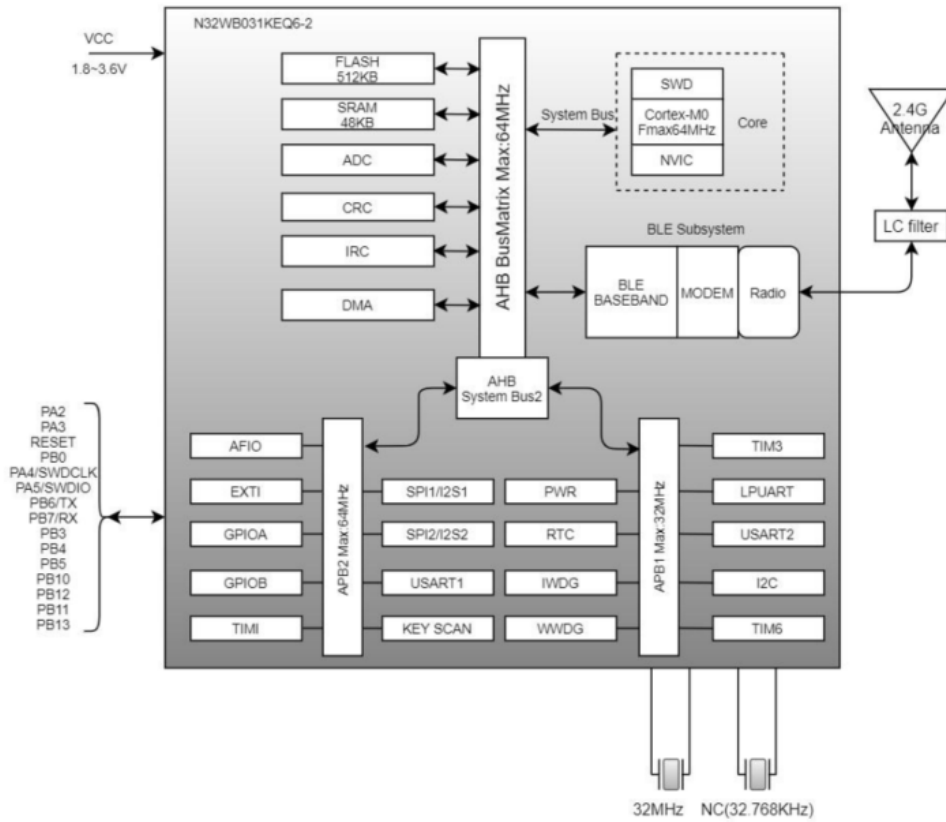 N32WB031KEQ6-2
VCC
1.8~3.6V
FLASH
512KB
SRAM
48KB
ADC
CRC
IRC
DMA
AHB BusMatrix Max:64MHz
System Bus
SWD
Cortex-M0
Fmax64MHz
NVIC
Core
2.4G
Antenna
LC filter
BLE Subsystem
BLE
BASEBAND
MODEM
Radio
AHB
System Bus2
PA2
PA3
RESET
PB0
PA4/SWDCLK
PA5/SWDIO
PB6/TX
PB7/RX
PB3
PB4
PB5
PB10
PB12
PB11
PB13
AFIO
EXTI
GPIOA
GPIOB
TIMI
APB2 Max:64MHz
SPI1/I2S1
SPI2/I2S2
USART1
KEY SCAN
PWR
RTC
IWDG
WWDG
APB1 Max:32MHz
TIM3
LPUART
USART2
I2C
TIM6
32MHz
NC(32.768KHz)